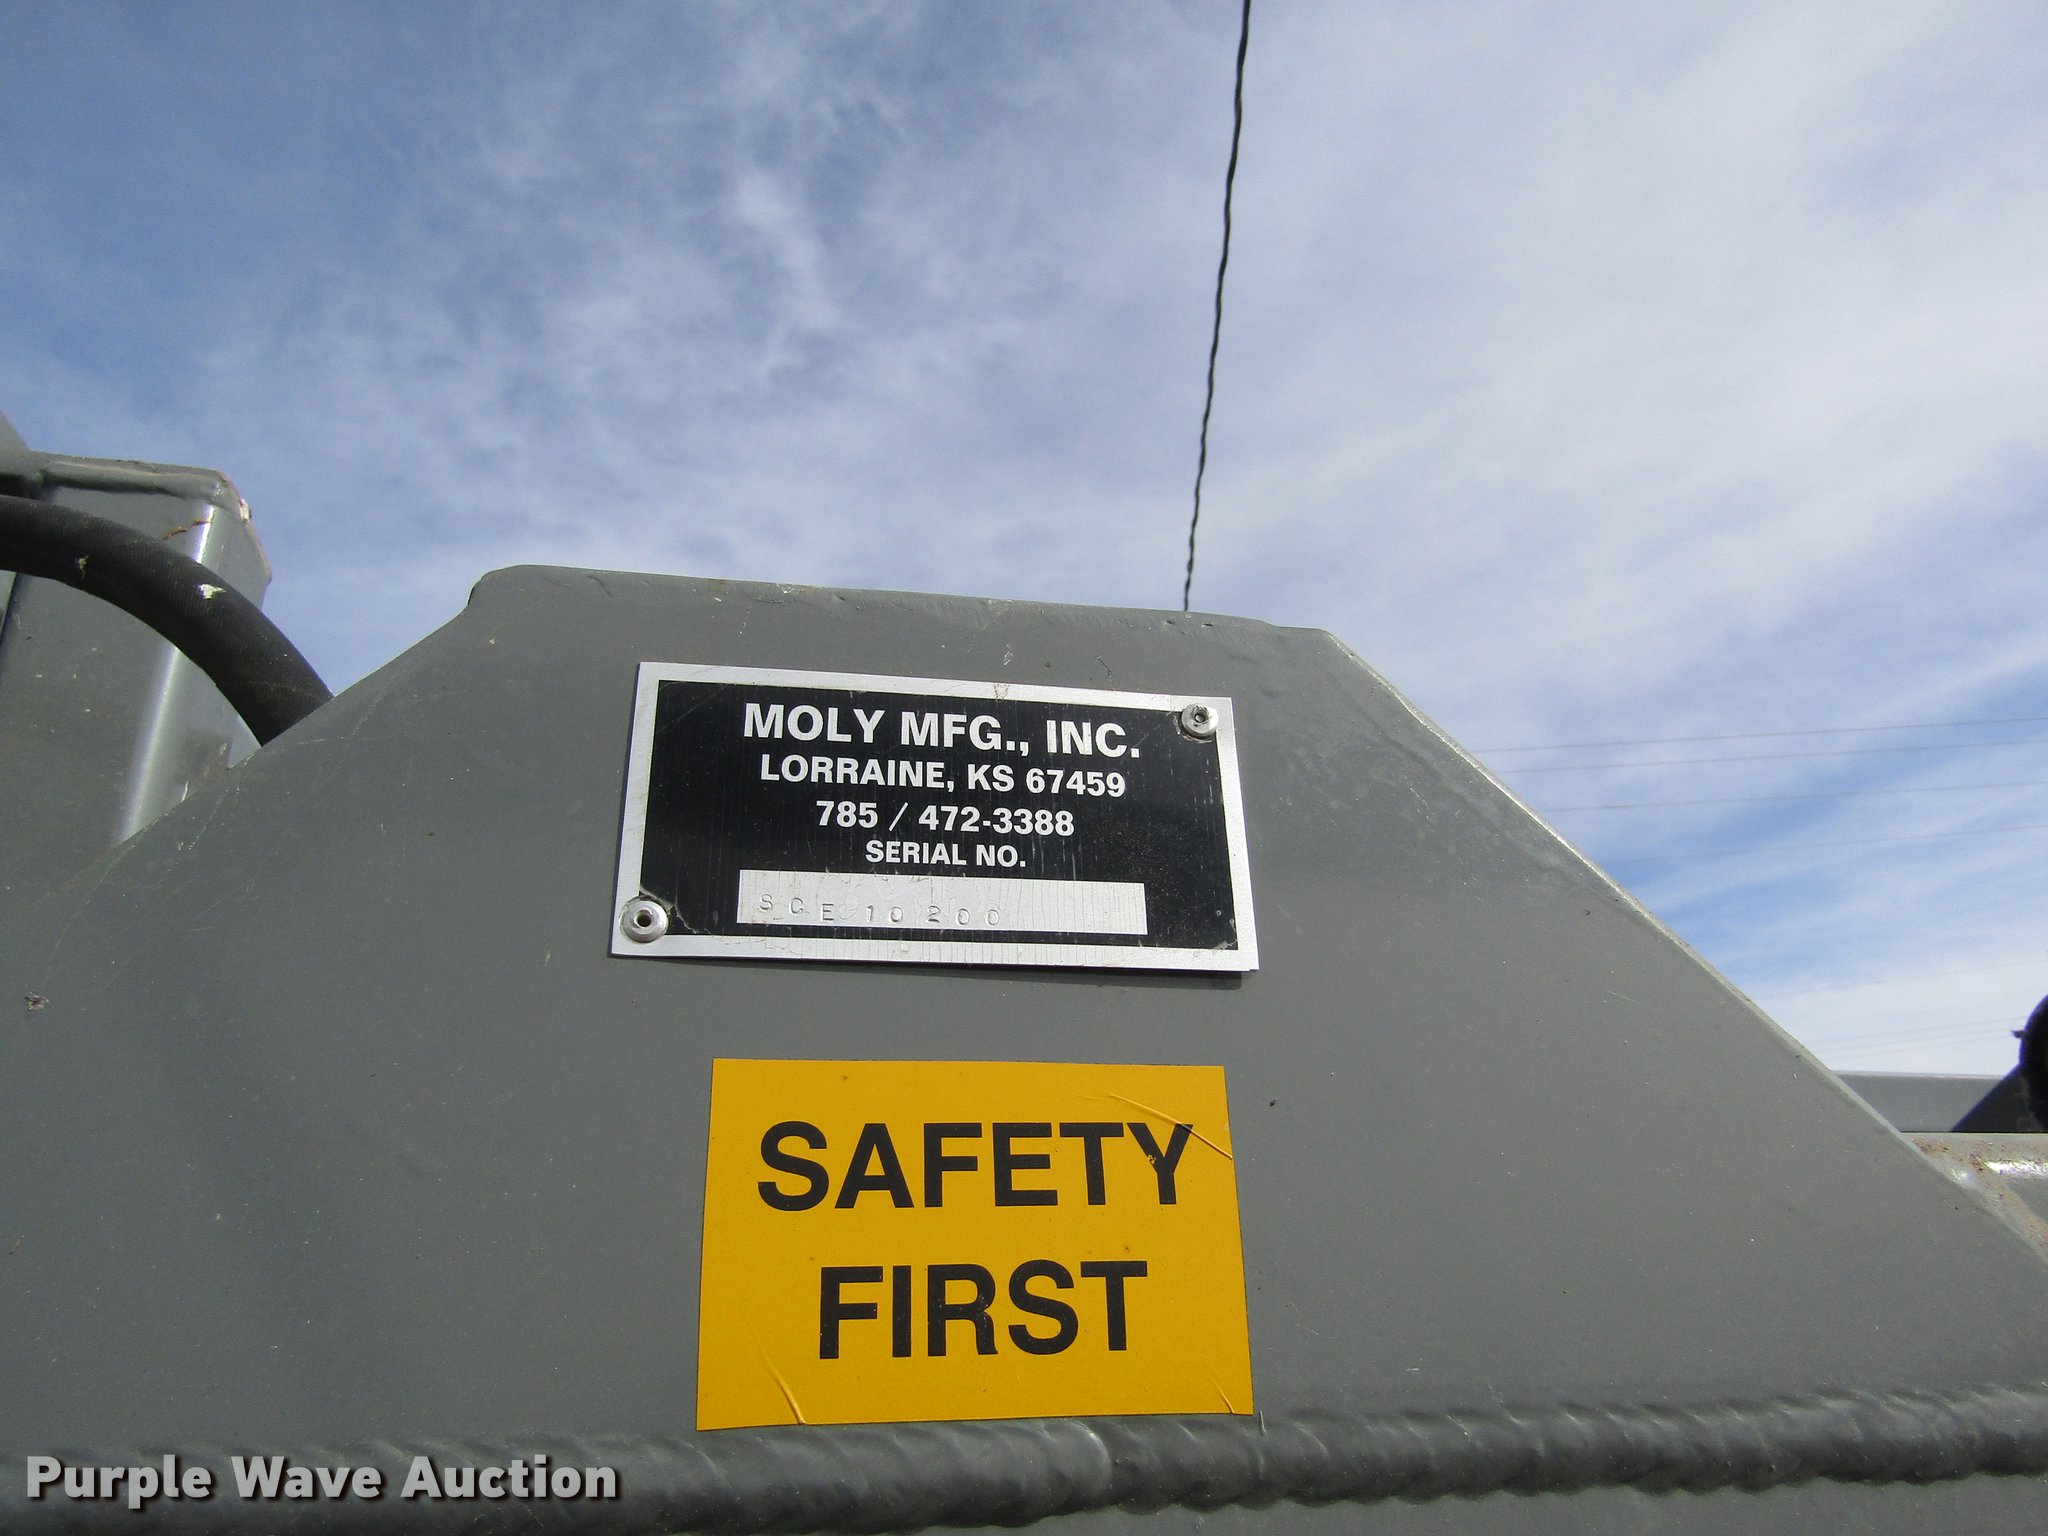 MOLY MFG., INC.
LORRAINE, KS 67459
785 / 472-3388
SERIAL NO.
SCE 10200
SAFETY
FIRST
Purple Wave Auction